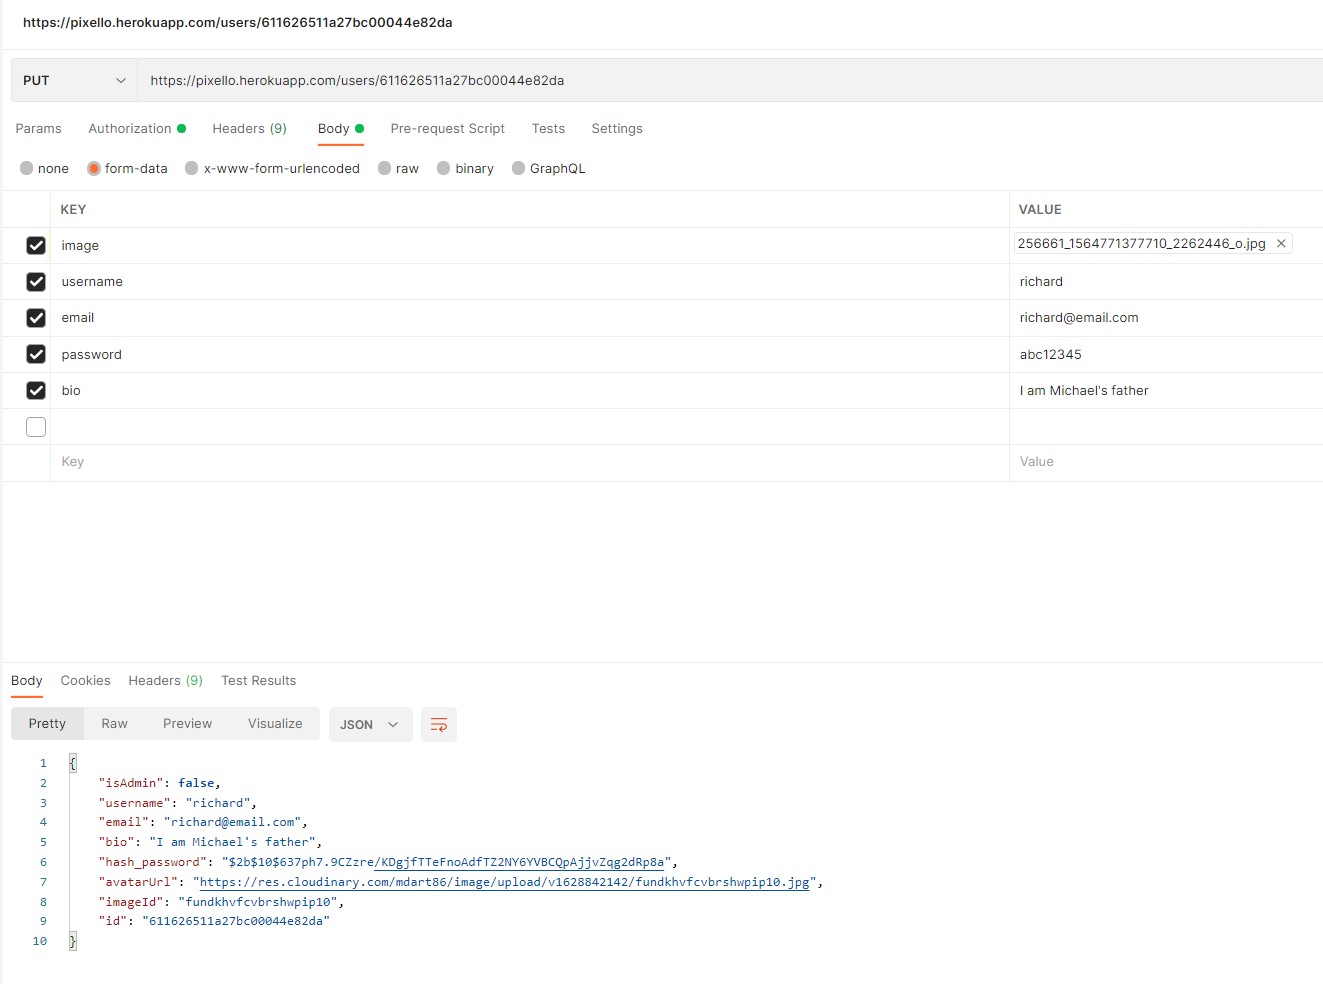 https://pixello.herokuapp.com/users/611626511a27bc00044e82da
PUT https://pixello.herokuapp.com/users/611626511a27bc00044e82da
Params Authorization Headers (9) Body Pre-request Script Tests Settings
none form-data x-www-form-urlencoded raw binary GraphQL
KEY VALUE
image 256661_1564771377710_2262446_o.jpg ×
username richard
email richard@email.com
password abc12345
bio I am Michael's father
Key Value
Body Cookies Headers (9) Test Results
Pretty Raw Preview Visualize JSON
1 {
2 "isAdmin": false,
3 "username": "richard",
4 "email": "richard@email.com",
5 "bio": "I am Michael's father",
6 "hash_password": "$2b$10$637ph7.9CZzre/KDgjfTTeFnoAdfTZ2NY6YVBCQpAjjvZqg2dRp8a",
7 "avatarUrl": "https://res.cloudinary.com/mdart86/image/upload/v1628842142/fundkhvfcvbrshwpip10.jpg",
8 "imageId": "fundkhvfcvbrshwpip10",
9 "id": "611626511a27bc00044e82da"
10 }